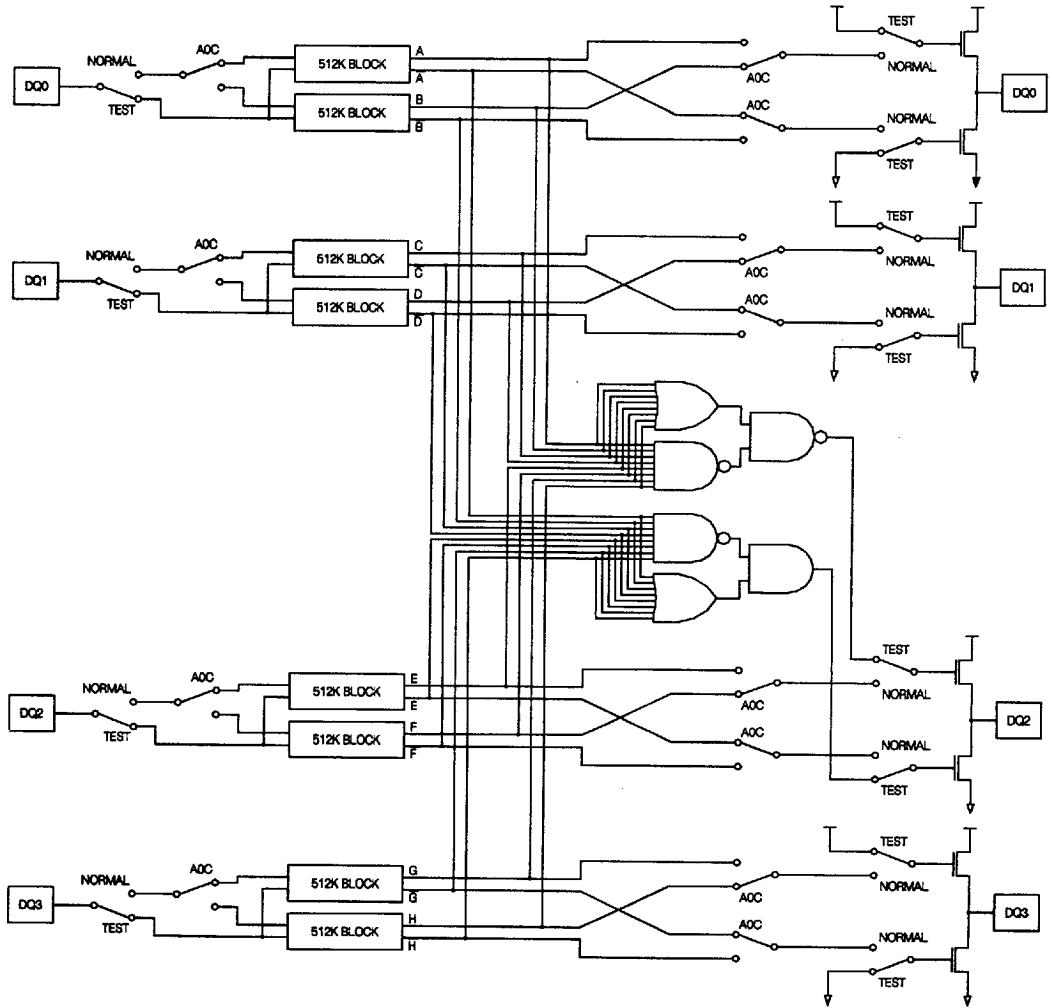 TEST
A0C
A
NORMAL
512K BLOCK
A
A0C
NORMAL
DQ0
B
A0C
DQ0
TEST
512K BLOCK
B
NORMAL
TEST
TEST
A0C
C
NORMAL
512K BLOCK
C
A0C
NORMAL
DQ1
D
A0C
DQ1
TEST
512K BLOCK
D
NORMAL
TEST
TEST
A0C
E
NORMAL
512K BLOCK
E
A0C
NORMAL
DQ2
F
A0C
DQ2
TEST
512K BLOCK
F
NORMAL
TEST
TEST
A0C
G
NORMAL
512K BLOCK
G
A0C
NORMAL
DQ3
H
A0C
DQ3
TEST
512K BLOCK
H
NORMAL
TEST